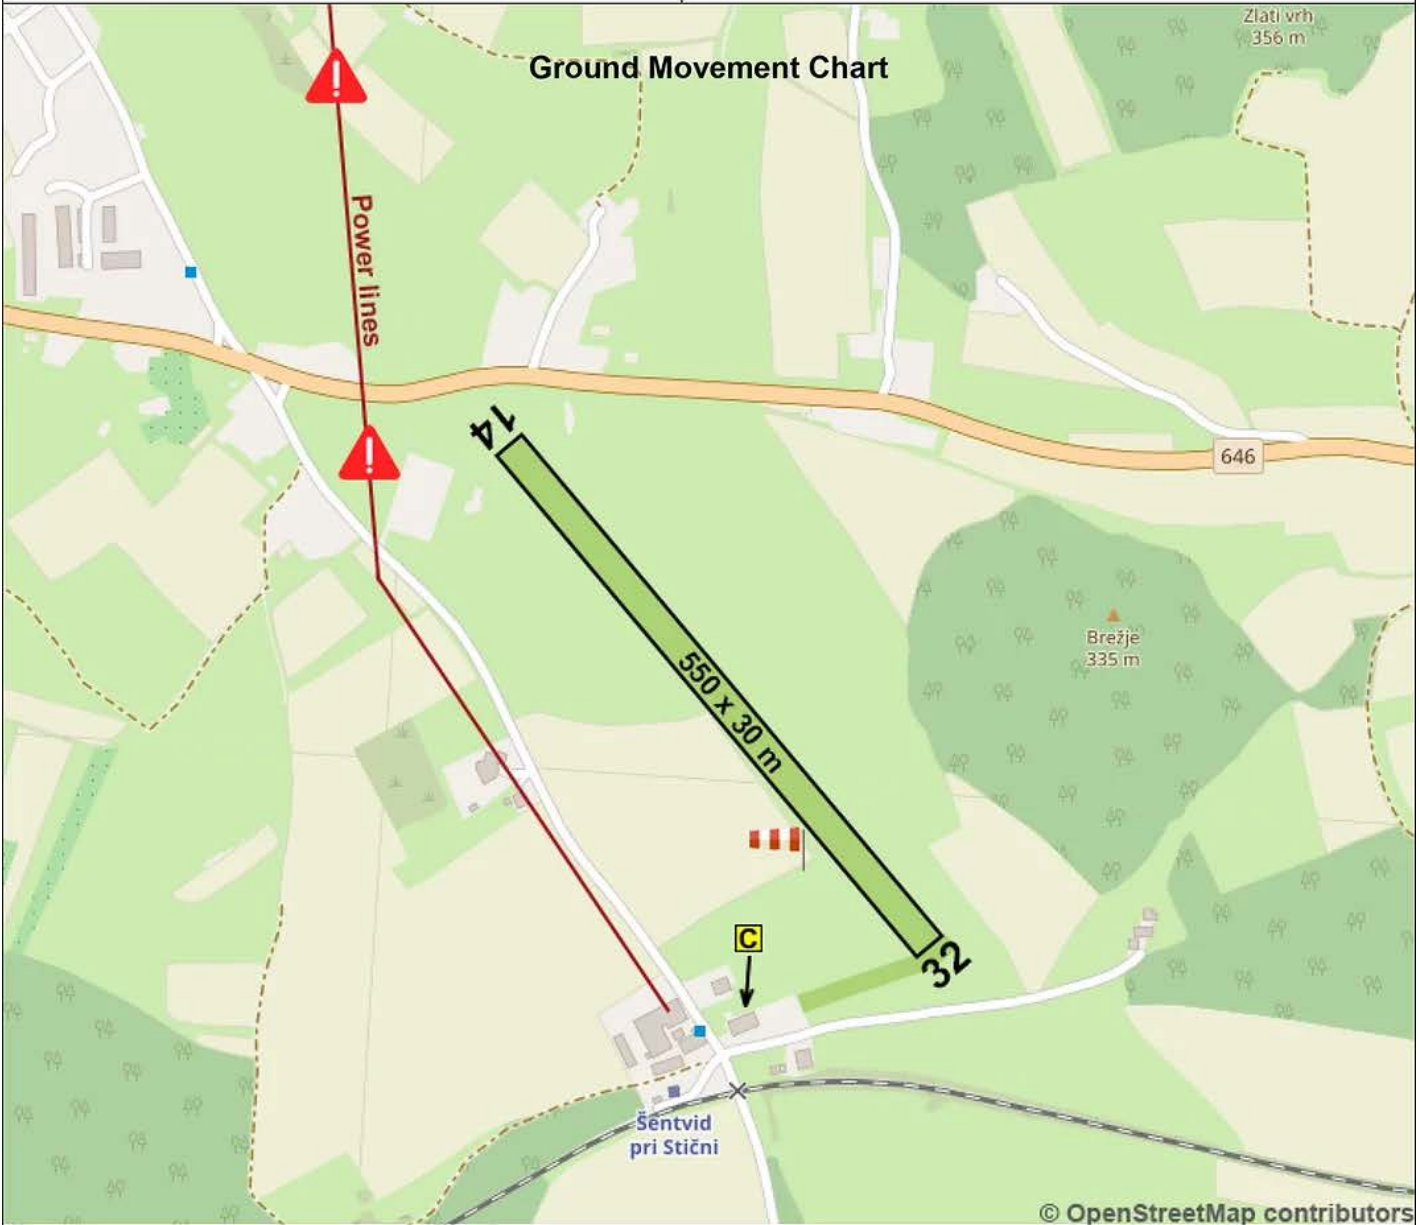 Zlati vrh
356 m
Ground Movement Chart
Power lines
14
646
Brežje
335 m
550 x 30 m
C
32
Šentvid
pri Stični
© OpenStreetMap contributors